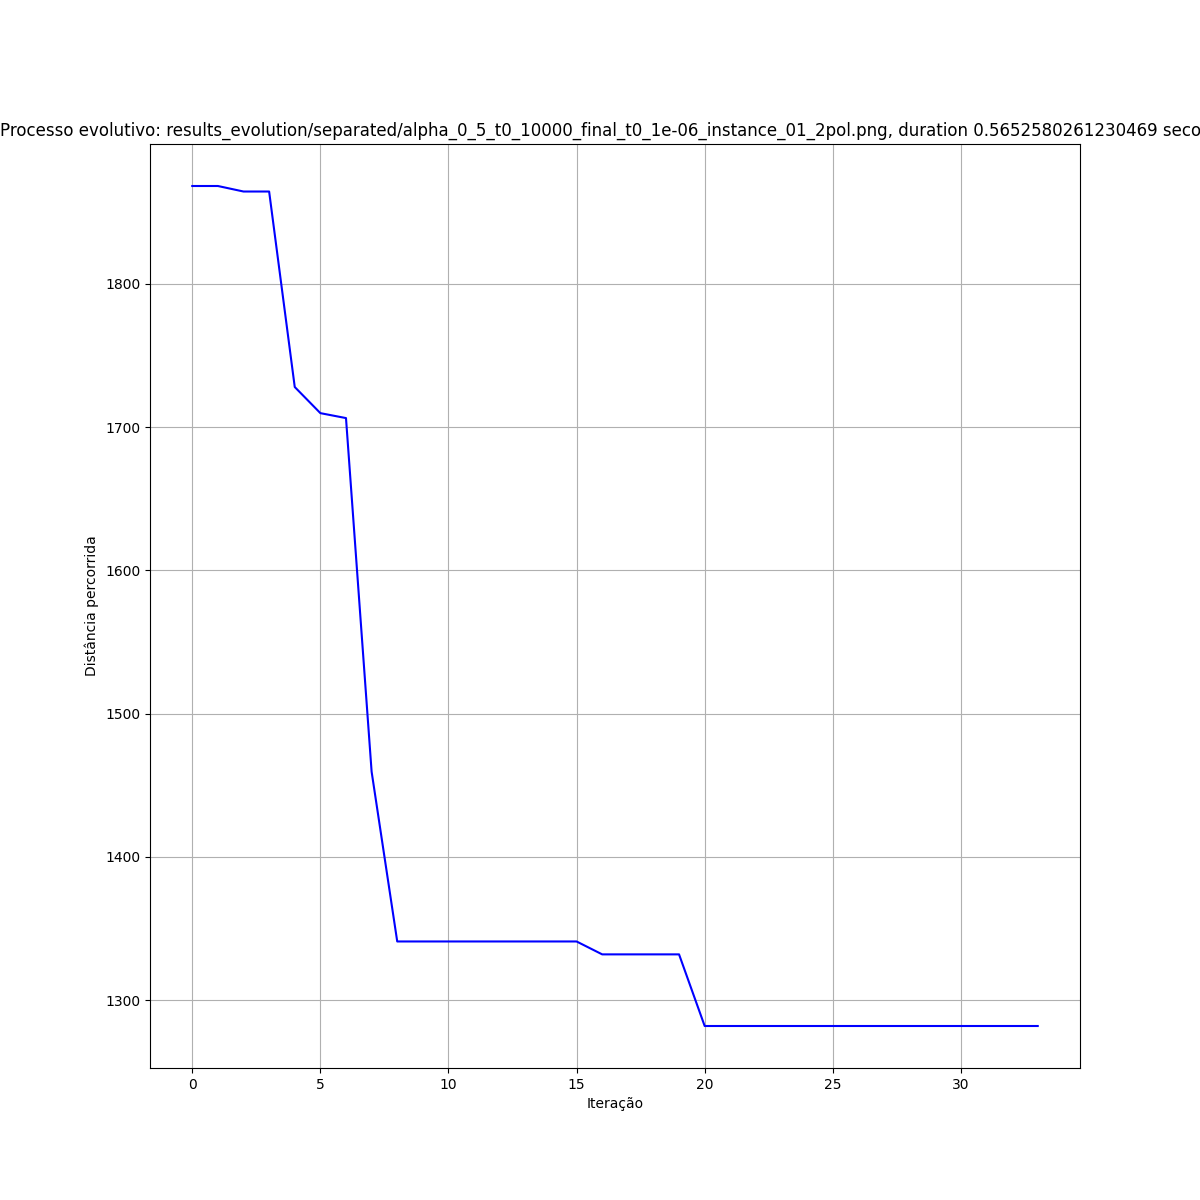 Processo evolutivo: results_evolution/separated/alpha_0_5_t0_10000_final_t0_1e-06_instance_01_2pol.png, duration 0.5652580261230469 seco
1800
1700
1600
1500
1400
1300
Distância percorrida
0 5 10 15 20 25 30
Iteração